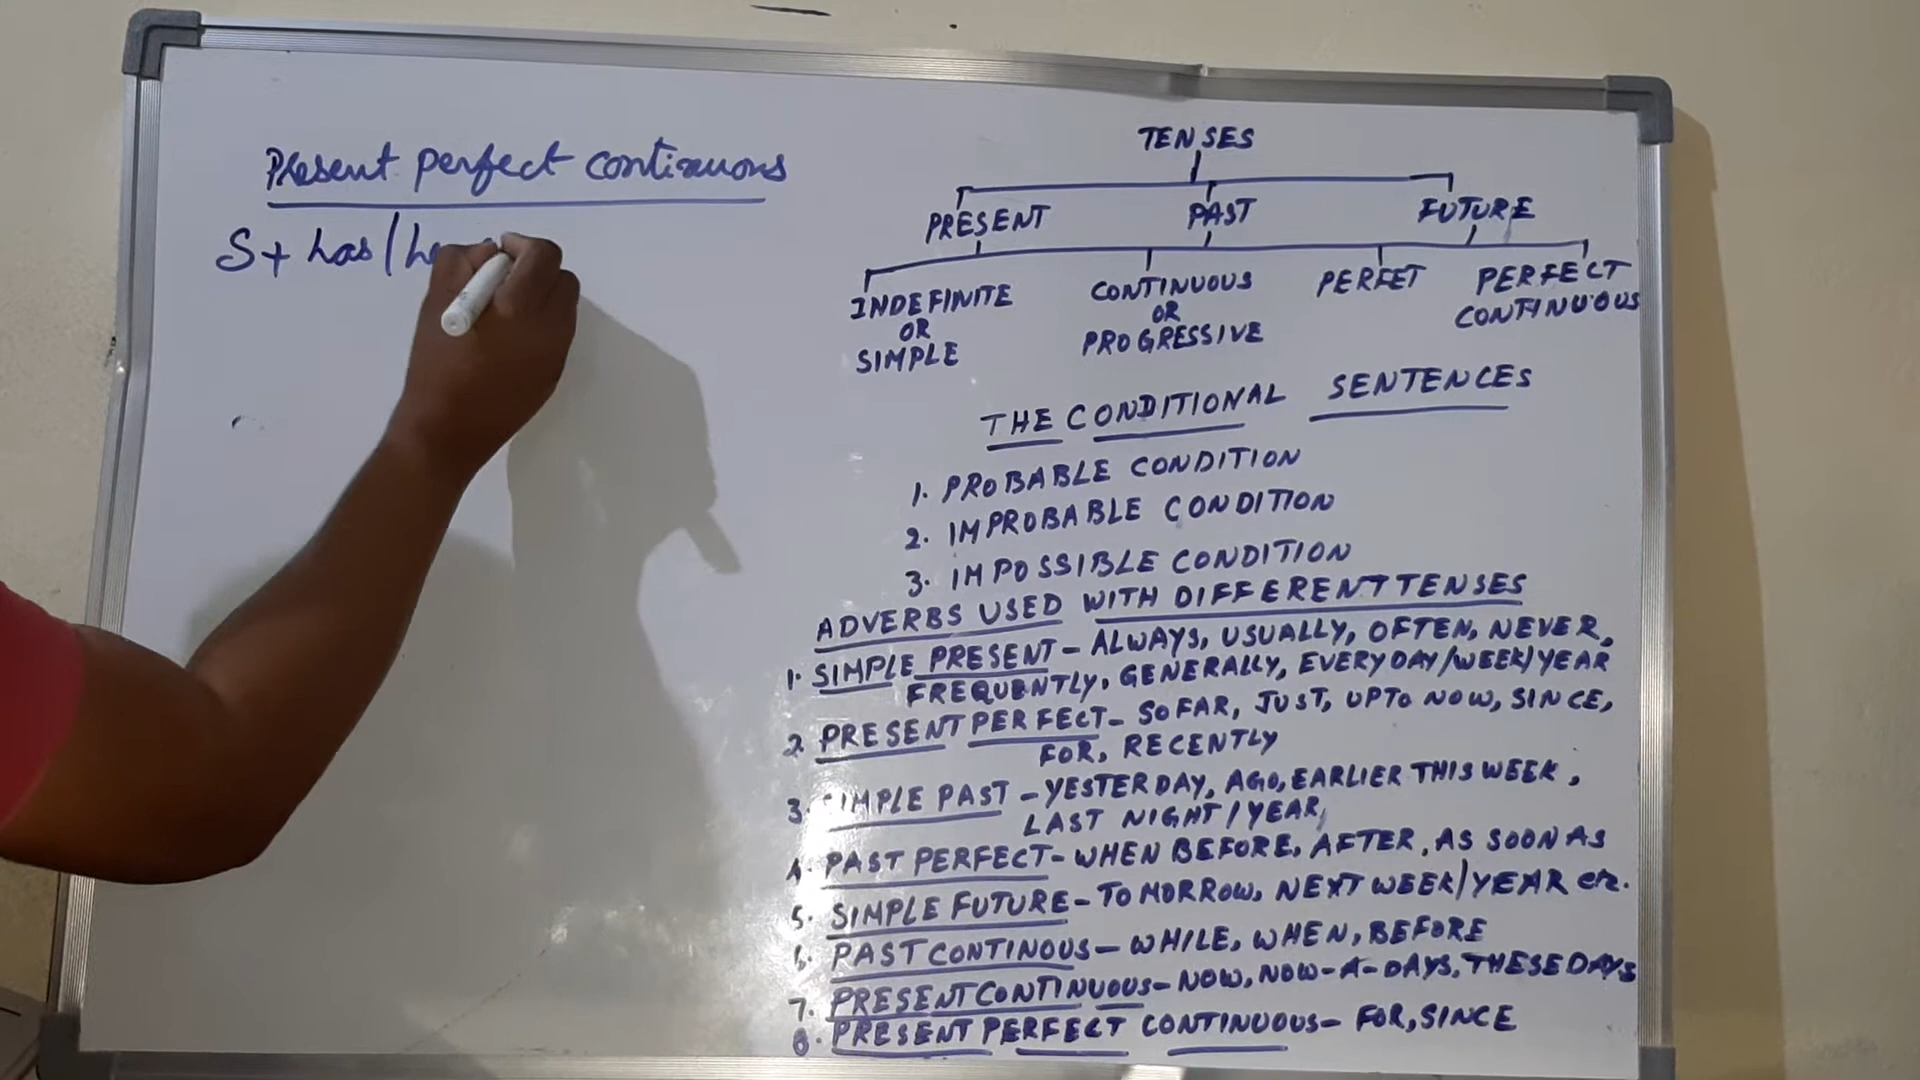 Present perfect continuous
S+ has/
TENSES
PRESENT PAST FUTURE
INDEFINITE OR SIMPLE
CONTINUOUS OR PROGRESSIVE
PERFET
PERFECT CONTINUOUS
THE CONDITIONAL SENTENCES
1. PROBABLE CONDITION
2. IMPROBABLE CONDITION
3. IMPOSSIBLE CONDITION
ADVERBS USED WITH DIFFERENT TENSES
1. SIMPLE PRESENT - ALWAYS, USUALLY, OFTEN, NEVER,
FREQUENTLY, GENERALLY, EVERYDAY/WEEK/YEAR
2 PRESENT PERFECT - SO FAR, JUST, UPTO NOW, SINCE,
FOR, RECENTLY
3. SIMPLE PAST - YESTERDAY, AGO, EARLIER THIS WEEK,
LAST NIGHT/YEAR,
4. PAST PERFECT - WHEN BEFORE, AFTER, AS SOON AS
5. SIMPLE FUTURE - TOMORROW, NEXT WEEK/YEAR etc.
6. PAST CONTINOUS - WHILE, WHEN, BEFORE
7. PRESENT CONTINUOUS - NOW, NOW-A-DAYS, THESE DAYS
8. PRESENT PERFECT CONTINUOUS - FOR, SINCE